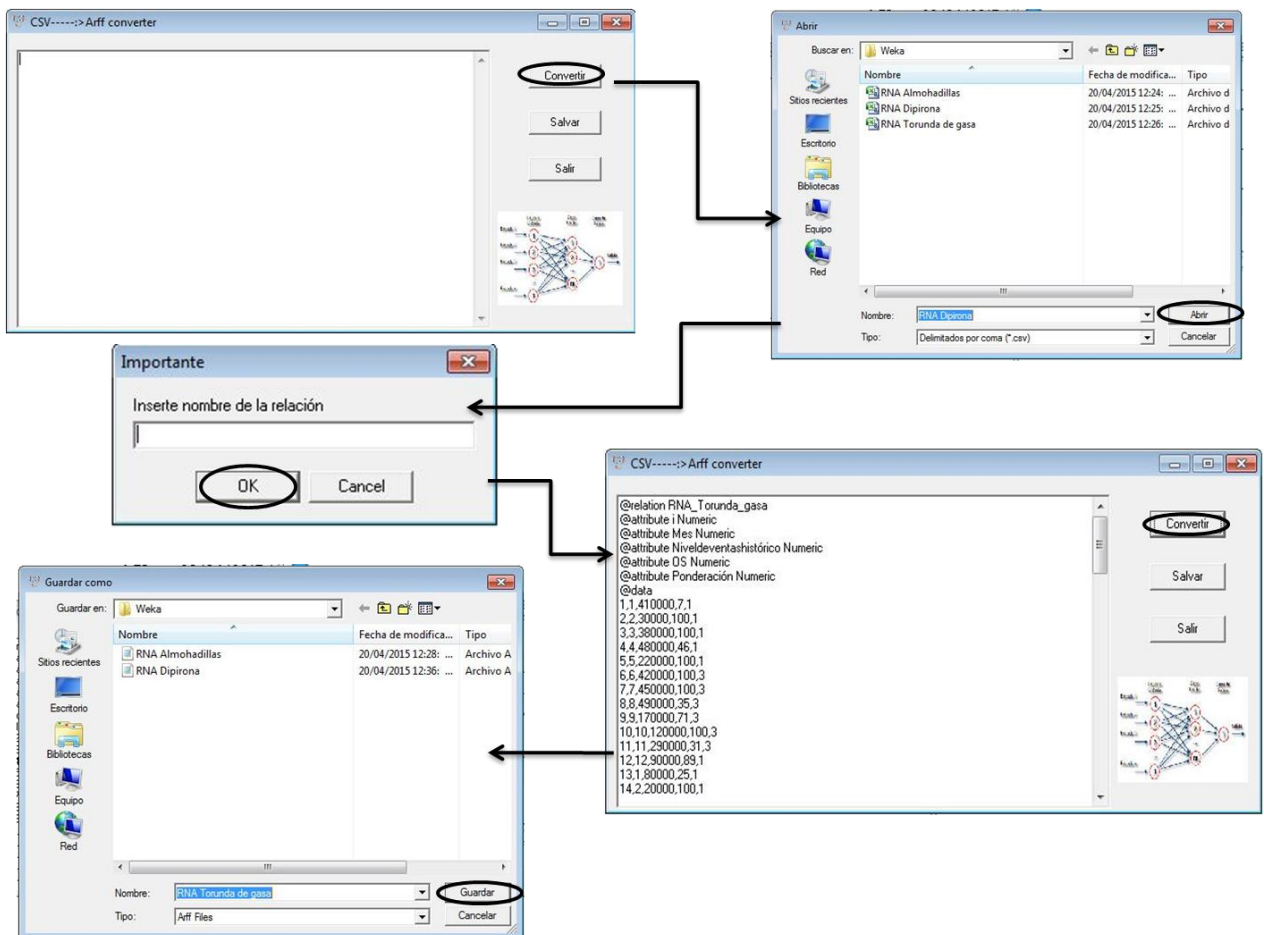 CSV-----:> Arff converter
Convertir
Salvar
Salir
Abrir
Buscar en:
Weka
Nombre
Fecha de modifica...
Tipo
Sitios recientes
Escritorio
Bibliotecas
Equipo
Red
RNA Almohadillas
20/04/2015 12:24: ...
Archivo d
RNA Dipirona
20/04/2015 12:25: ...
Archivo d
RNA Torunda de gasa
20/04/2015 12:26: ...
Archivo d
Nombre:
RNA Dipirona
Abrir
Tipo:
Delimitados por coma (*.csv)
Cancelar
Importante
Inserte nombre de la relación
OK
Cancel
CSV-----:> Arff converter
@relation RNA_Torunda_gasa
@attribute i Numeric
@attribute Mes Numeric
@attribute Niveldeventashistórico Numeric
@attribute OS Numeric
@attribute Ponderación Numeric
@data
1,1,410000,7,1
2,2,30000,100,1
3,3,380000,100,1
4,4,480000,46,1
5,5,220000,100,1
6,6,420000,100,3
7,7,450000,100,3
8,8,490000,35,3
9,9,170000,71,3
10,10,120000,100,3
11,11,290000,31,3
12,12,90000,89,1
13,1,80000,25,1
14,2,20000,100,1
Convertir
Salvar
Salir
Guardar como
Guardar en:
Weka
Nombre
Fecha de modifica...
Tipo
Sitios recientes
Escritorio
Bibliotecas
Equipo
Red
RNA Almohadillas
20/04/2015 12:28: ...
Archivo A
RNA Dipirona
20/04/2015 12:36: ...
Archivo A
Nombre:
RNA Torunda de gasa
Guardar
Tipo:
Arff Files
Cancelar